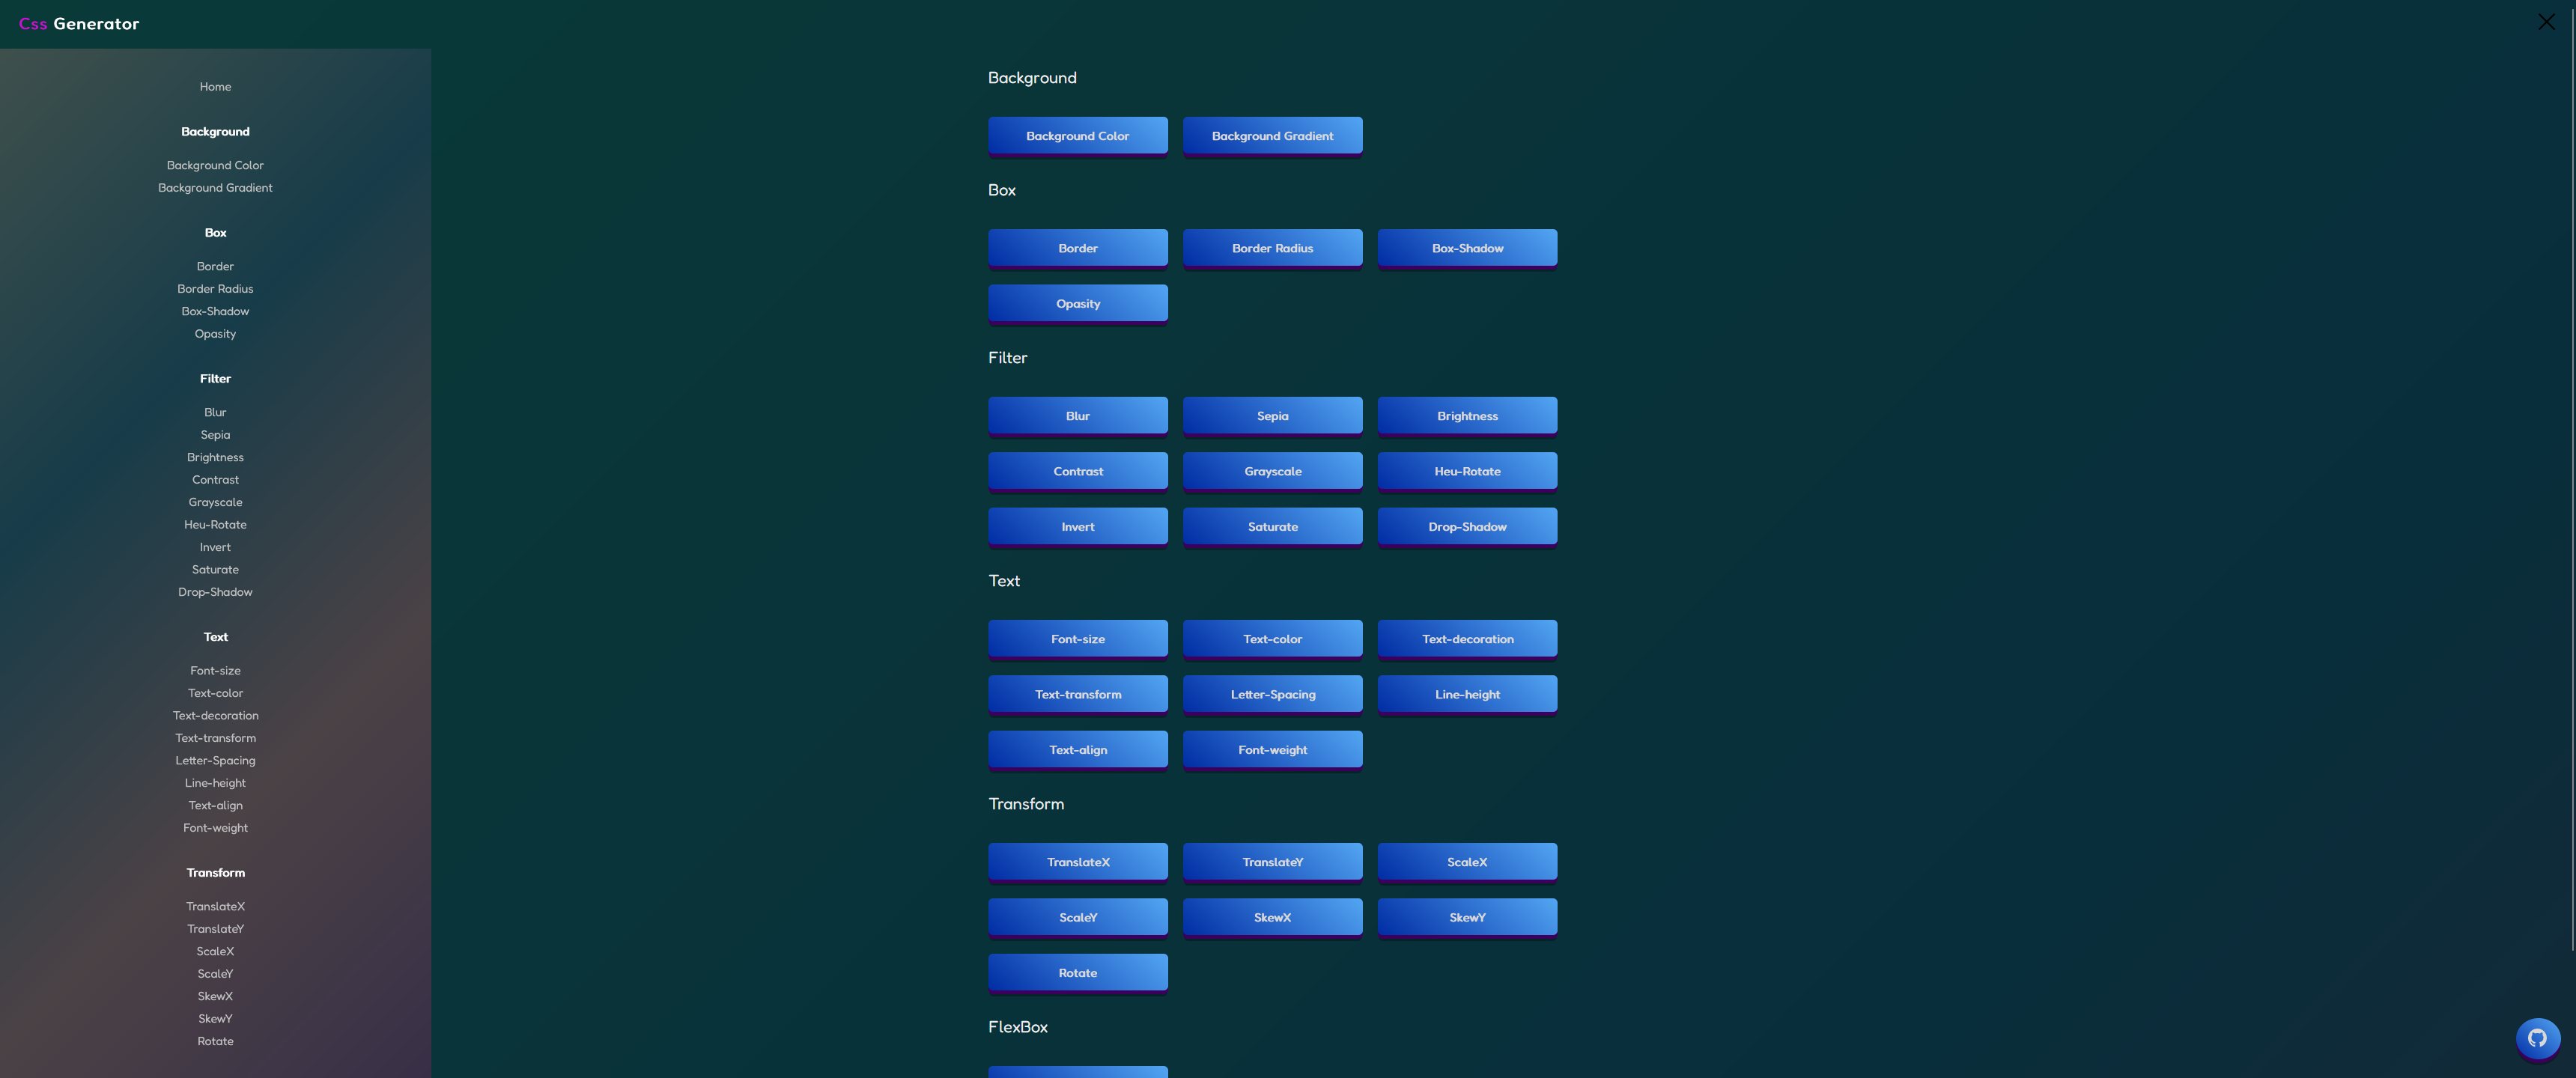 Css Generator
Home
Background
Background Color
Background Gradient
Box
Border
Border Radius
Box-Shadow
Opasity
Filter
Blur
Sepia
Brightness
Contrast
Grayscale
Heu-Rotate
Invert
Saturate
Drop-Shadow
Text
Font-size
Text-color
Text-decoration
Text-transform
Letter-Spacing
Line-height
Text-align
Font-weight
Transform
TranslateX
TranslateY
ScaleX
ScaleY
SkewX
SkewY
Rotate
Background
Background Color Background Gradient
Box
Border Border Radius Box-Shadow
Opasity
Filter
Blur Sepia Brightness
Contrast Grayscale Heu-Rotate
Invert Saturate Drop-Shadow
Text
Font-size Text-color Text-decoration
Text-transform Letter-Spacing Line-height
Text-align Font-weight
Transform
TranslateX TranslateY ScaleX
ScaleY SkewX SkewY
Rotate
FlexBox